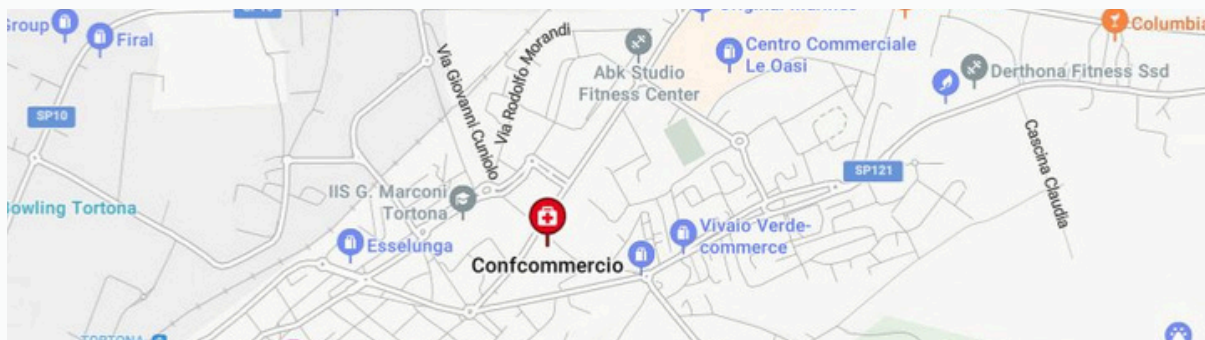 Group
Firal
SP10
Via Giovanni Cuniolo
Via Rodolfo Morandi
Abk Studio
Fitness Center
Centro Commerciale
Le Oasi
Columbia
Derthona Fitness Ssd
SP10
SP121
Cascina Claudia
Bowling Tortona
IIS G. Marconi
Tortona
Esselunga
Confcommercio
Vivaio Verde-
commerce
TORTONA